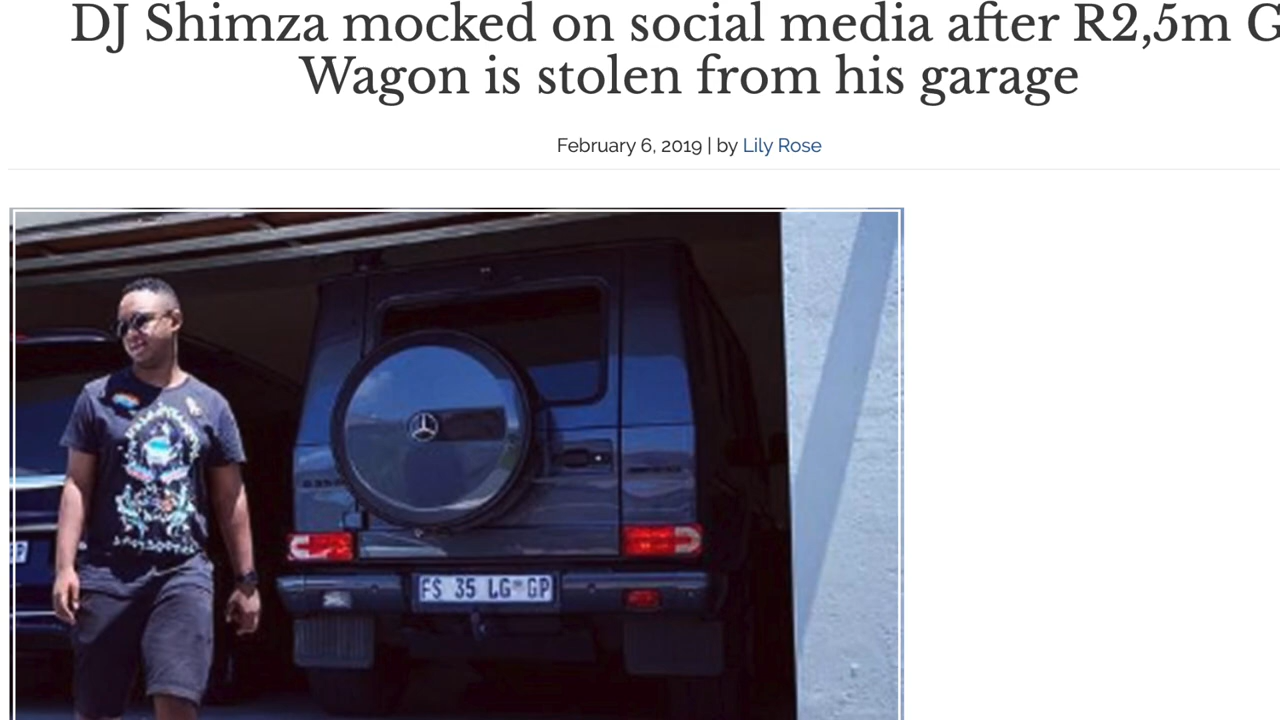 DJ Shimza mocked on social media after R2,5m G
Wagon is stolen from his garage
February 6, 2019 | by Lily Rose
FS 35 LG GP